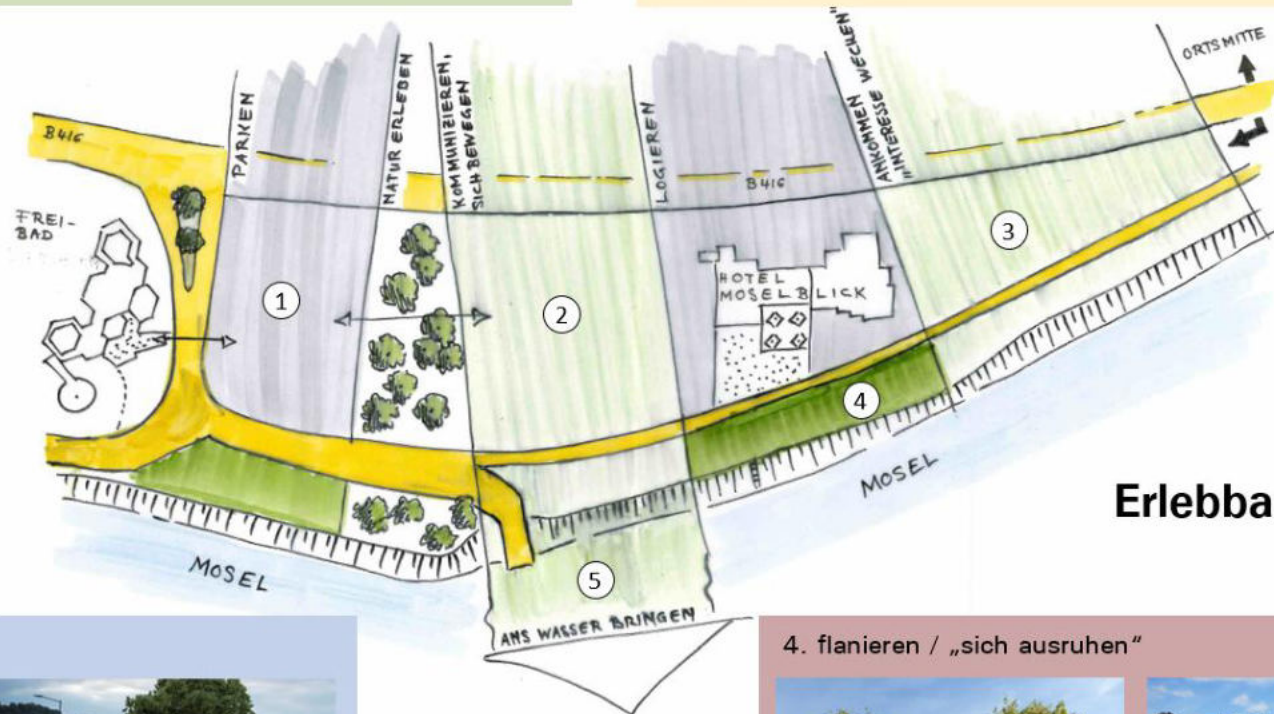 PARKEN
NATUR ERLEBEN
KOMMUNIZIEREN,
SICH BEWEGEN
LOGIEREN
ANKOMMEN
„INTERESSE WECKEN“
ORTSMITTE
B416
B416
FREI-
BAD
1
2
3
HOTEL
MOSELBLICK
4
MOSEL
Erlebba
MOSEL
5
ANS WASSER BRINGEN
4. flanieren / „sich ausruhen“